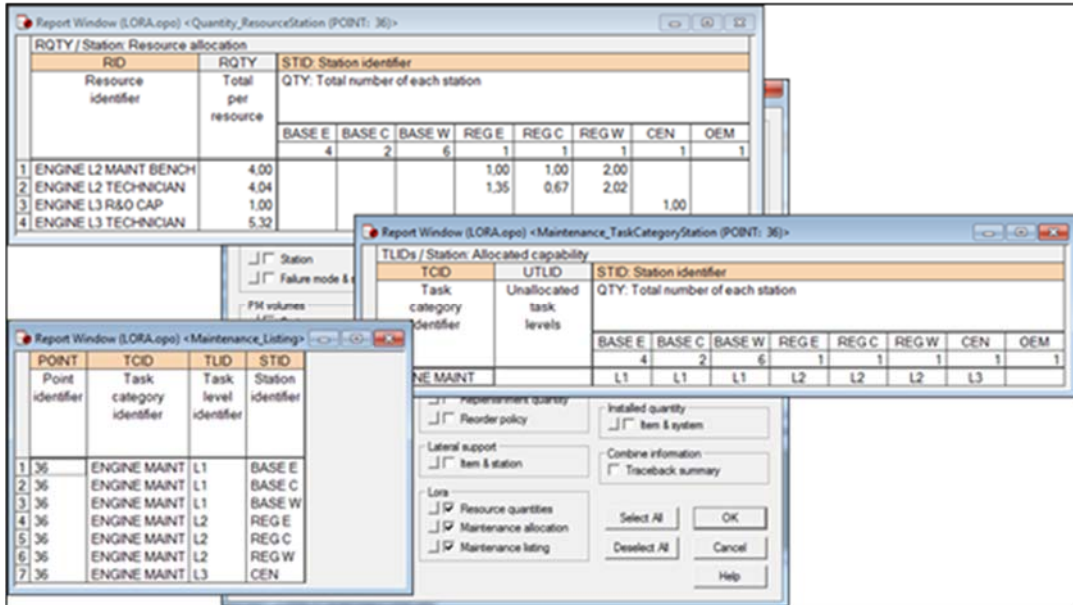 Report Window (LORA.opo) <Quantity_ResourceStation (POINT: 36)>
RQTY / Station: Resource allocation
RID RQTY STID: Station identifier
Resource Total QTY: Total number of each station
identifier per
resource
BASE E BASE C BASE W REG E REG C REG W CEN OEM
4 2 6 1 1 1 1 1
1 ENGINE L2 MAINT BENCH 4,00 1,00 1,00 2,00
2 ENGINE L2 TECHNICIAN 4,04 1,35 0,67 2,02
3 ENGINE L3 R&O CAP 1,00 1,00
4 ENGINE L3 TECHNICIAN 5,32
Report Window (LORA.opo) <Maintenance_TaskCategoryStation (POINT: 36)>
TLIDs / Station: Allocated capability
TCID UTLID STID: Station identifier
Task Unallocated QTY: Total number of each station
category task
identifier levels
BASE E BASE C BASE W REG E REG C REG W CEN OEM
4 2 6 1 1 1 1 1
NE MAINT L1 L1 L1 L2 L2 L2 L3
Station
Failure mode &
PM volumes
Report Window (LORA.opo) <Maintenance_Listing>
POINT TCID TLID STID
Point Task Task Station
identifier category level identifier
identifier identifier
1 36 ENGINE MAINT L1 BASE E
2 36 ENGINE MAINT L1 BASE C
3 36 ENGINE MAINT L1 BASE W
4 36 ENGINE MAINT L2 REG E
5 36 ENGINE MAINT L2 REG C
6 36 ENGINE MAINT L2 REG W
7 36 ENGINE MAINT L3 CEN
Replenishment quantity
Reorder policy
Lateral support
Item & station
Lora
Resource quantities
Maintenance allocation
Maintenance listing
Installed quantity
Item & system
Combine information
Traceback summary
Select All OK
Deselect All Cancel
Help